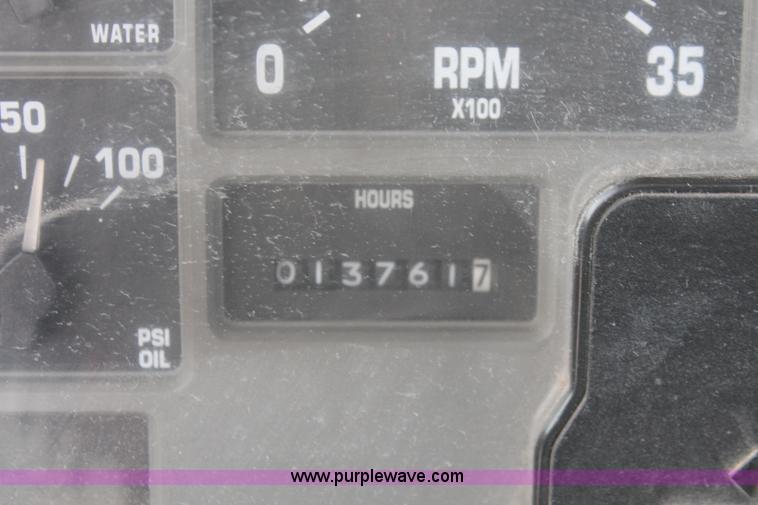 WATER
0
RPM
X100
35
50
100
PSI
OIL
HOURS
0137617
www.purplewave.com